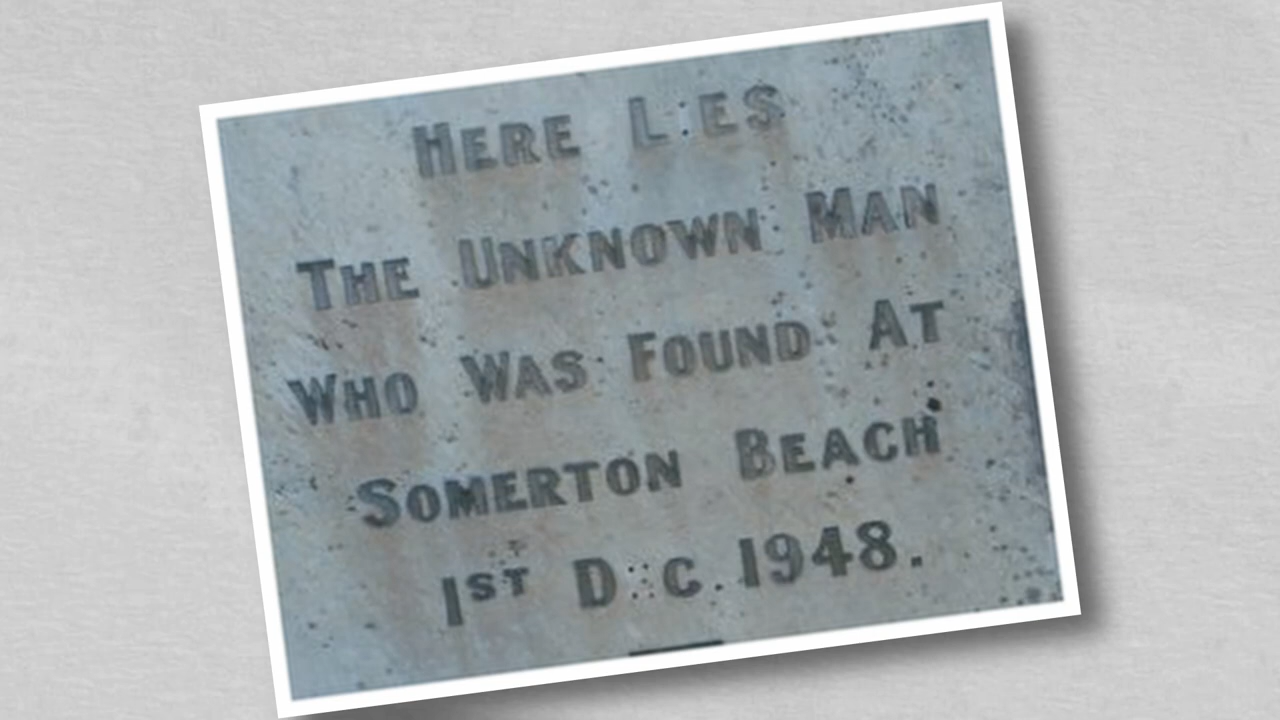 HERE LIES
THE UNKNOWN MAN
WHO WAS FOUND AT
SOMERTON BEACH
1ST DEC. 1948.